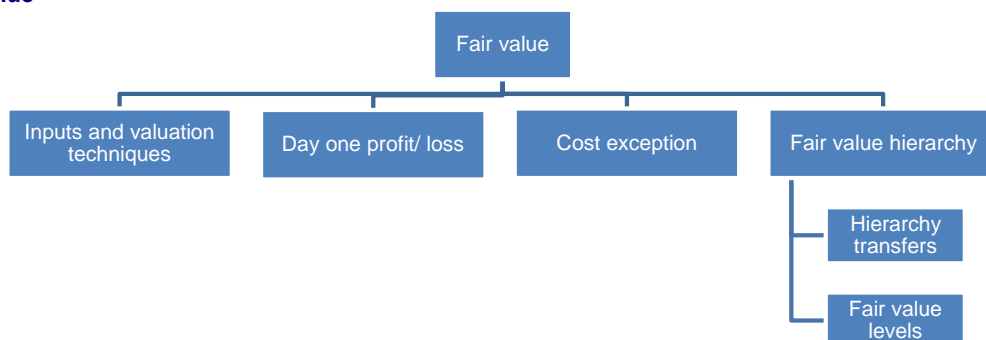 Fair value
Inputs and valuation
techniques
Day one profit/ loss
Cost exception
Fair value hierarchy
Hierarchy
transfers
Fair value
levels